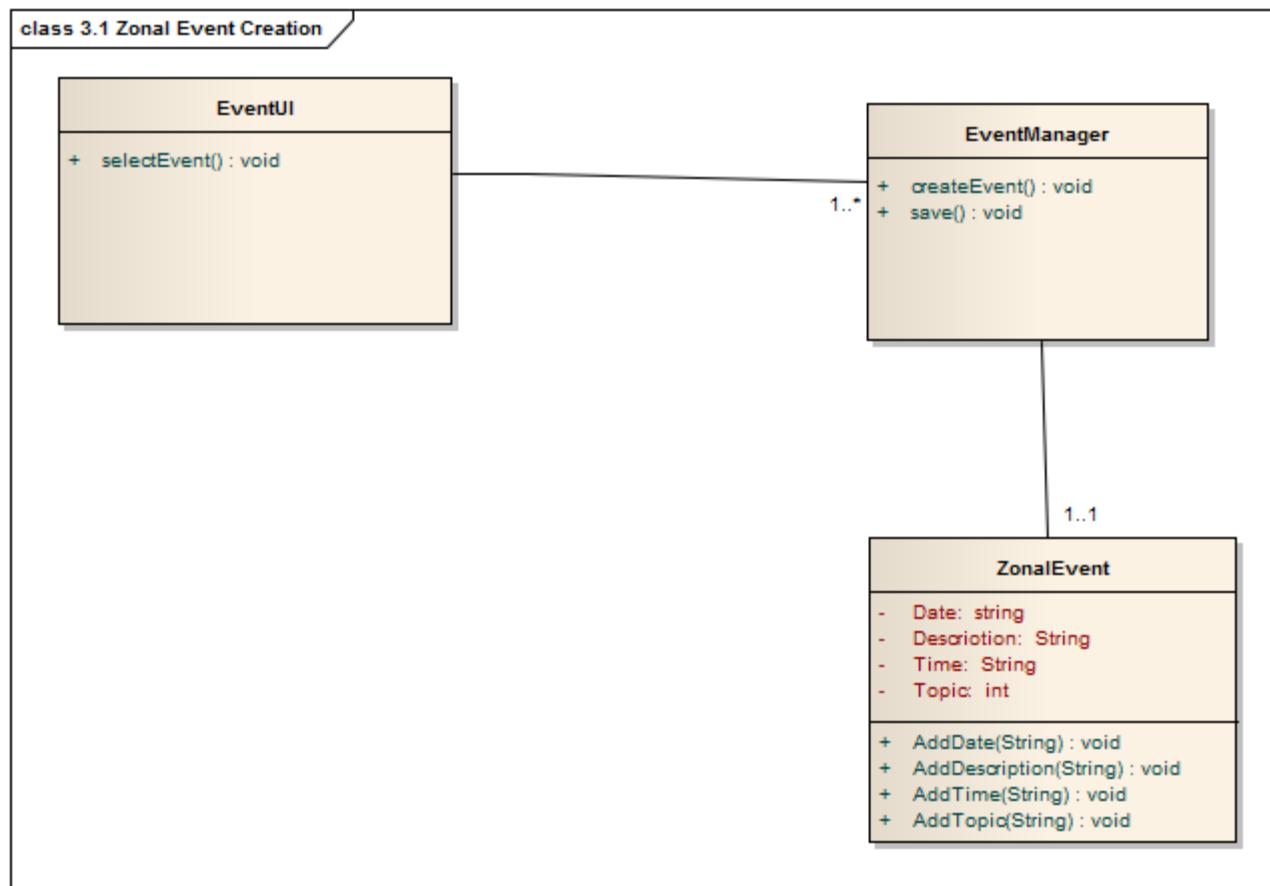 class 3.1 Zonal Event Creation
EventUI
+ selectEvent() : void
EventManager
+ createEvent() : void
+ save() : void
1..*
1..1
ZonalEvent
- Date: string
- Descriotion: String
- Time: String
- Topic: int
+ AddDate(String) : void
+ AddDescription(String) : void
+ AddTime(String) : void
+ AddTopic(String) : void